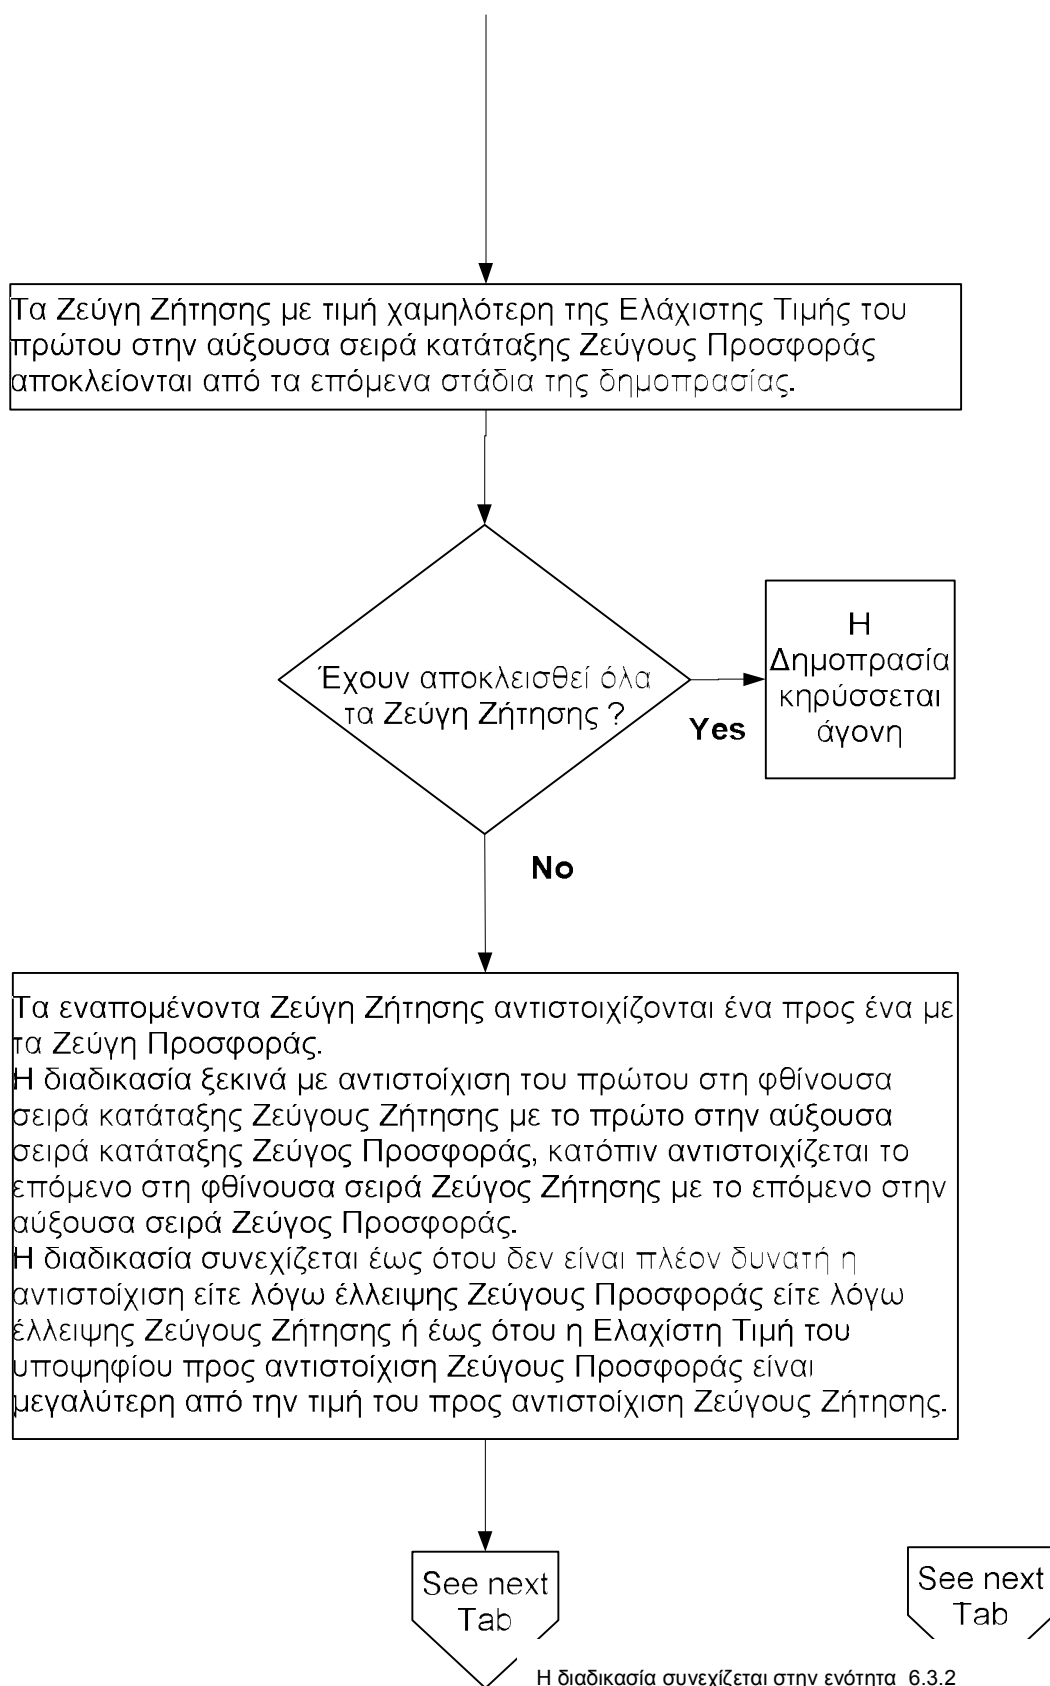 Τα Ζεύγη Ζήτησης με τιμή χαμηλότερη της Ελάχιστης Τιμής του
πρώτου στην αύξουσα σειρά κατάταξης Ζεύγους Προσφοράς
αποκλείονται από τα επόμενα στάδια της δημοπρασίας.
Έχουν αποκλεισθεί όλα
τα Ζεύγη Ζήτησης ?
Yes
Η
Δημοπρασία
κηρύσσεται
άγονη
No
Τα εναπομένοντα Ζεύγη Ζήτησης αντιστοιχίζονται ένα προς ένα με
τα Ζεύγη Προσφοράς.
Η διαδικασία ξεκινά με αντιστοίχιση του πρώτου στη φθίνουσα
σειρά κατάταξης Ζεύγους Ζήτησης με το πρώτο στην αύξουσα
σειρά κατάταξης Ζεύγος Προσφοράς, κατόπιν αντιστοιχίζεται το
επόμενο στη φθίνουσα σειρά Ζεύγος Ζήτησης με το επόμενο στην
αύξουσα σειρά Ζεύγος Προσφοράς.
Η διαδικασία συνεχίζεται έως ότου δεν είναι πλέον δυνατή η
αντιστοίχιση είτε λόγω έλλειψης Ζεύγους Προσφοράς είτε λόγω
έλλειψης Ζεύγους Ζήτησης ή έως ότου η Ελαχίστη Τιμή του
υποψηφίου προς αντιστοίχιση Ζεύγους Προσφοράς είναι
μεγαλύτερη από την τιμή του προς αντιστοίχιση Ζεύγους Ζήτησης.
See next
Tab
See next
Tab
Η διαδικασία συνεχίζεται στην ενότητα 6.3.2